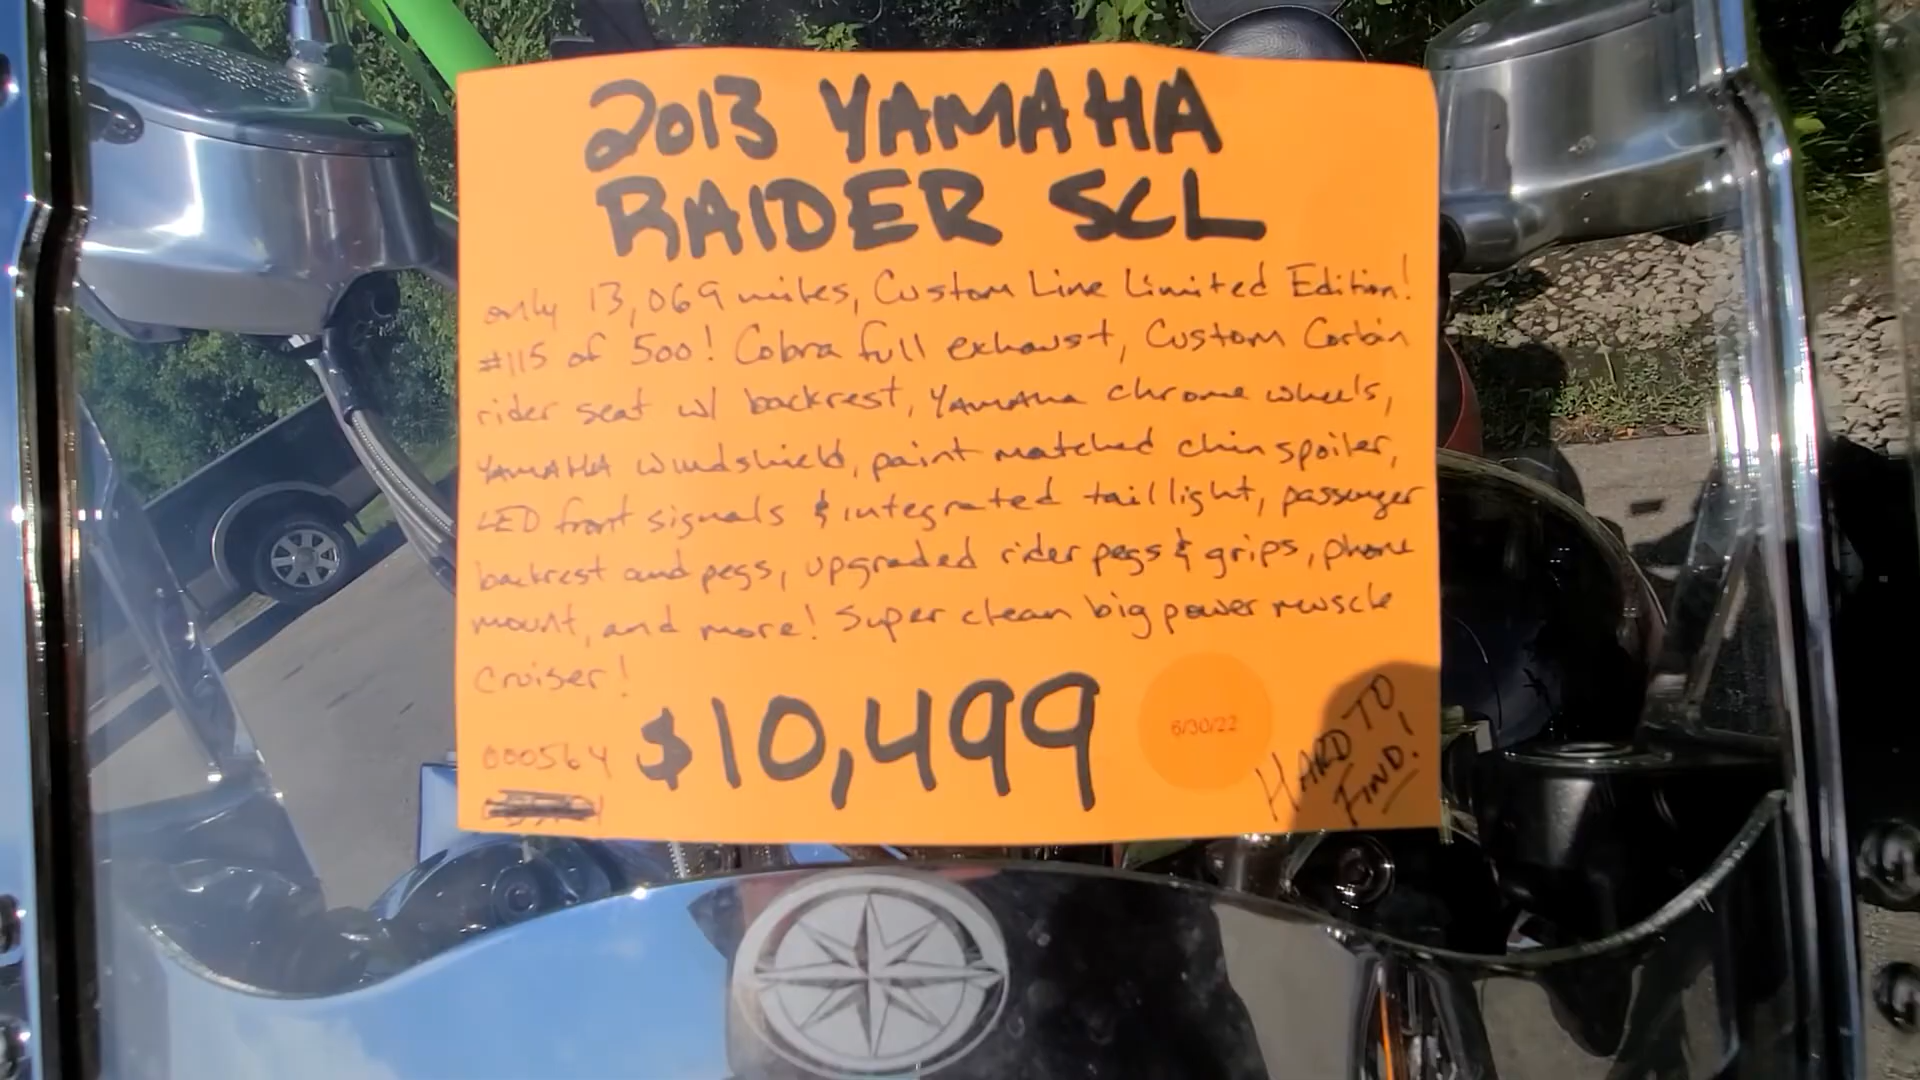 2013 YAMAHA
RAIDER SCL
only 13,069 miles, Custom Line Limited Edition!
#115 of 500! Cobra full exhaust, Custom Corbin
rider seat w/ backrest, YAMAHA chrome wheels,
YAMAHA windshield, paint matched chin spoiler,
LED front signals & integrated taillight, passenger
backrest and pegs, upgraded rider pegs & grips, phone
mount, and more! Super clean big power muscle
cruiser!
$10,499
6/30/22
HARD TO
FIND!
000564